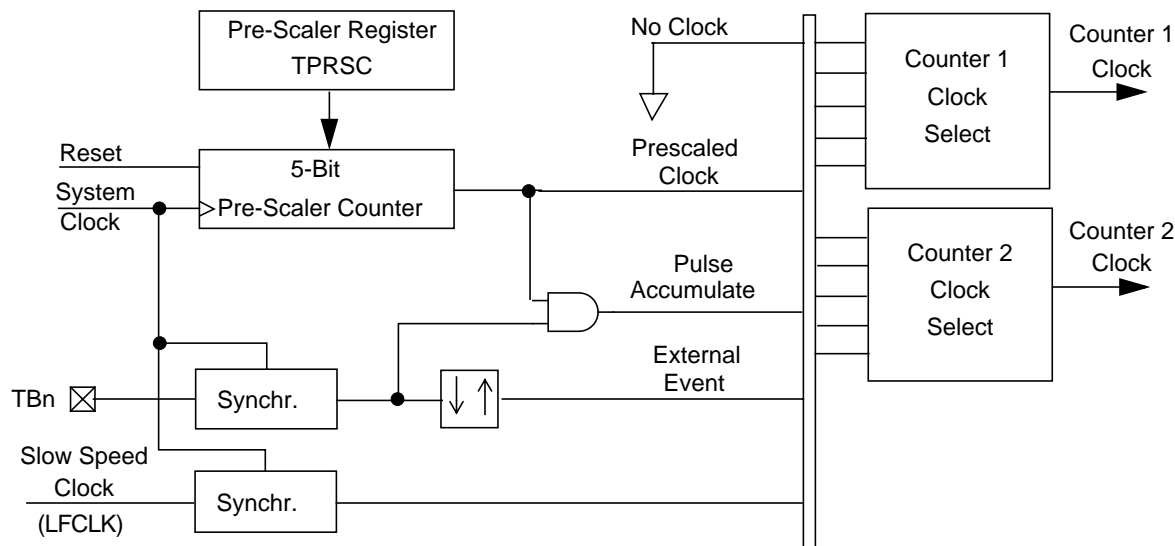 Pre-Scaler Register
TPRSC
No Clock
Counter 1
Clock
Select
Counter 1
Clock
Reset
System
Clock
5-Bit
Pre-Scaler Counter
Prescaled
Clock
Counter 2
Clock
Select
Counter 2
Clock
Pulse
Accumulate
External
Event
TBn
Synchr.
Slow Speed
Clock
(LFCLK)
Synchr.